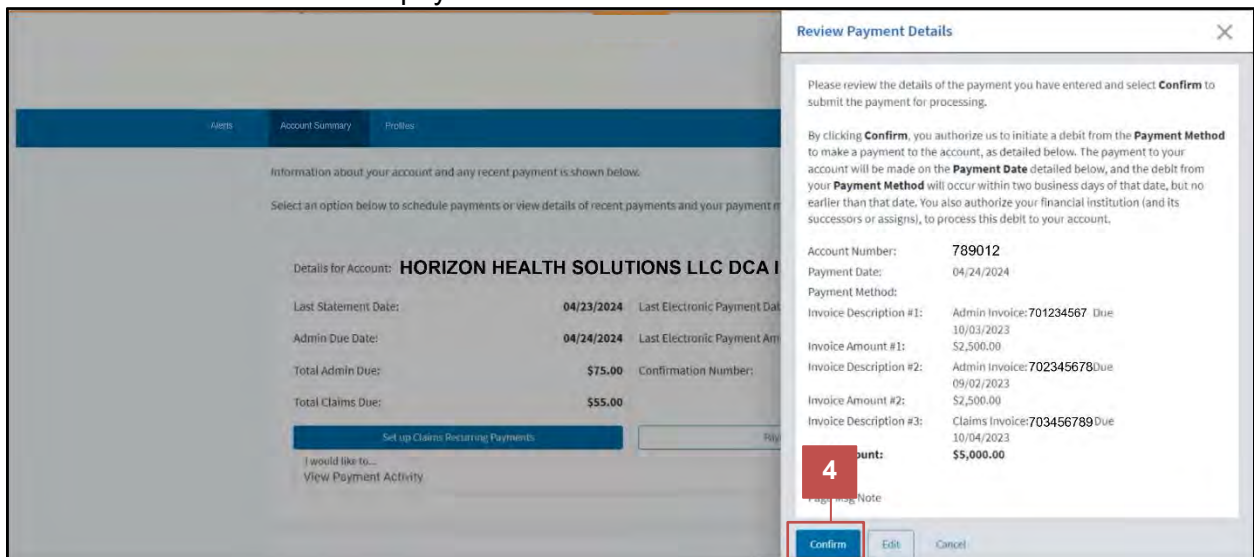 pay
Review Payment Details
Please review the details of the payment you have entered and select Confirm to
submit the payment for processing.
By clicking Confirm, you authorize us to initiate a debit from the Payment Method
to make a payment to the account, as detailed below. The payment to your
account will be made on the Payment Date detailed below, and the debit from
your Payment Method will occur within two business days of that date, but no
earlier than that date. You also authorize your financial institution (and its
successors or assigns), to process this debit to your account.
Account Number: 789012
Payment Date: 04/24/2024
Payment Method:
Invoice Description #1: Admin Invoice: 701234567 Due
10/03/2023
Invoice Amount #1: $2,500.00
Invoice Description #2: Admin Invoice: 702345678 Due
09/02/2023
Invoice Amount #2: $2,500.00
Invoice Description #3: Claims Invoice: 703456789 Due
10/04/2023
ount: $5,000.00
4
Msg Note
Confirm Edit Cancel
Alerts Account Summary Profiles
Information about your account and any recent payment is shown below.
Select an option below to schedule payments or view details of recent payments and your payment m
Details for Account: HORIZON HEALTH SOLUTIONS LLC DCA I
Last Statement Date: 04/23/2024 Last Electronic Payment Dat
Admin Due Date: 04/24/2024 Last Electronic Payment Am
Total Admin Due: $75.00 Confirmation Number:
Total Claims Due: $55.00
Set up Claims Recurring Payments Pay
I would like to...
View Payment Activity